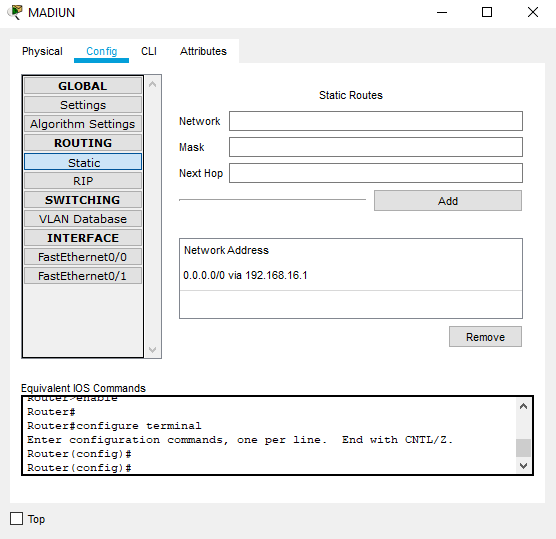 MADIUN
Physical Config CLI Attributes
GLOBAL
Settings
Algorithm Settings
ROUTING
Static
RIP
SWITCHING
VLAN Database
INTERFACE
FastEthernet0/0
FastEthernet0/1
Static Routes
Network
Mask
Next Hop
Add
Network Address
0.0.0.0/0 via 192.168.16.1
Remove
Equivalent IOS Commands
Router>enable
Router#
Router#configure terminal
Enter configuration commands, one per line.  End with CNTL/Z.
Router(config)#
Router(config)#
Top